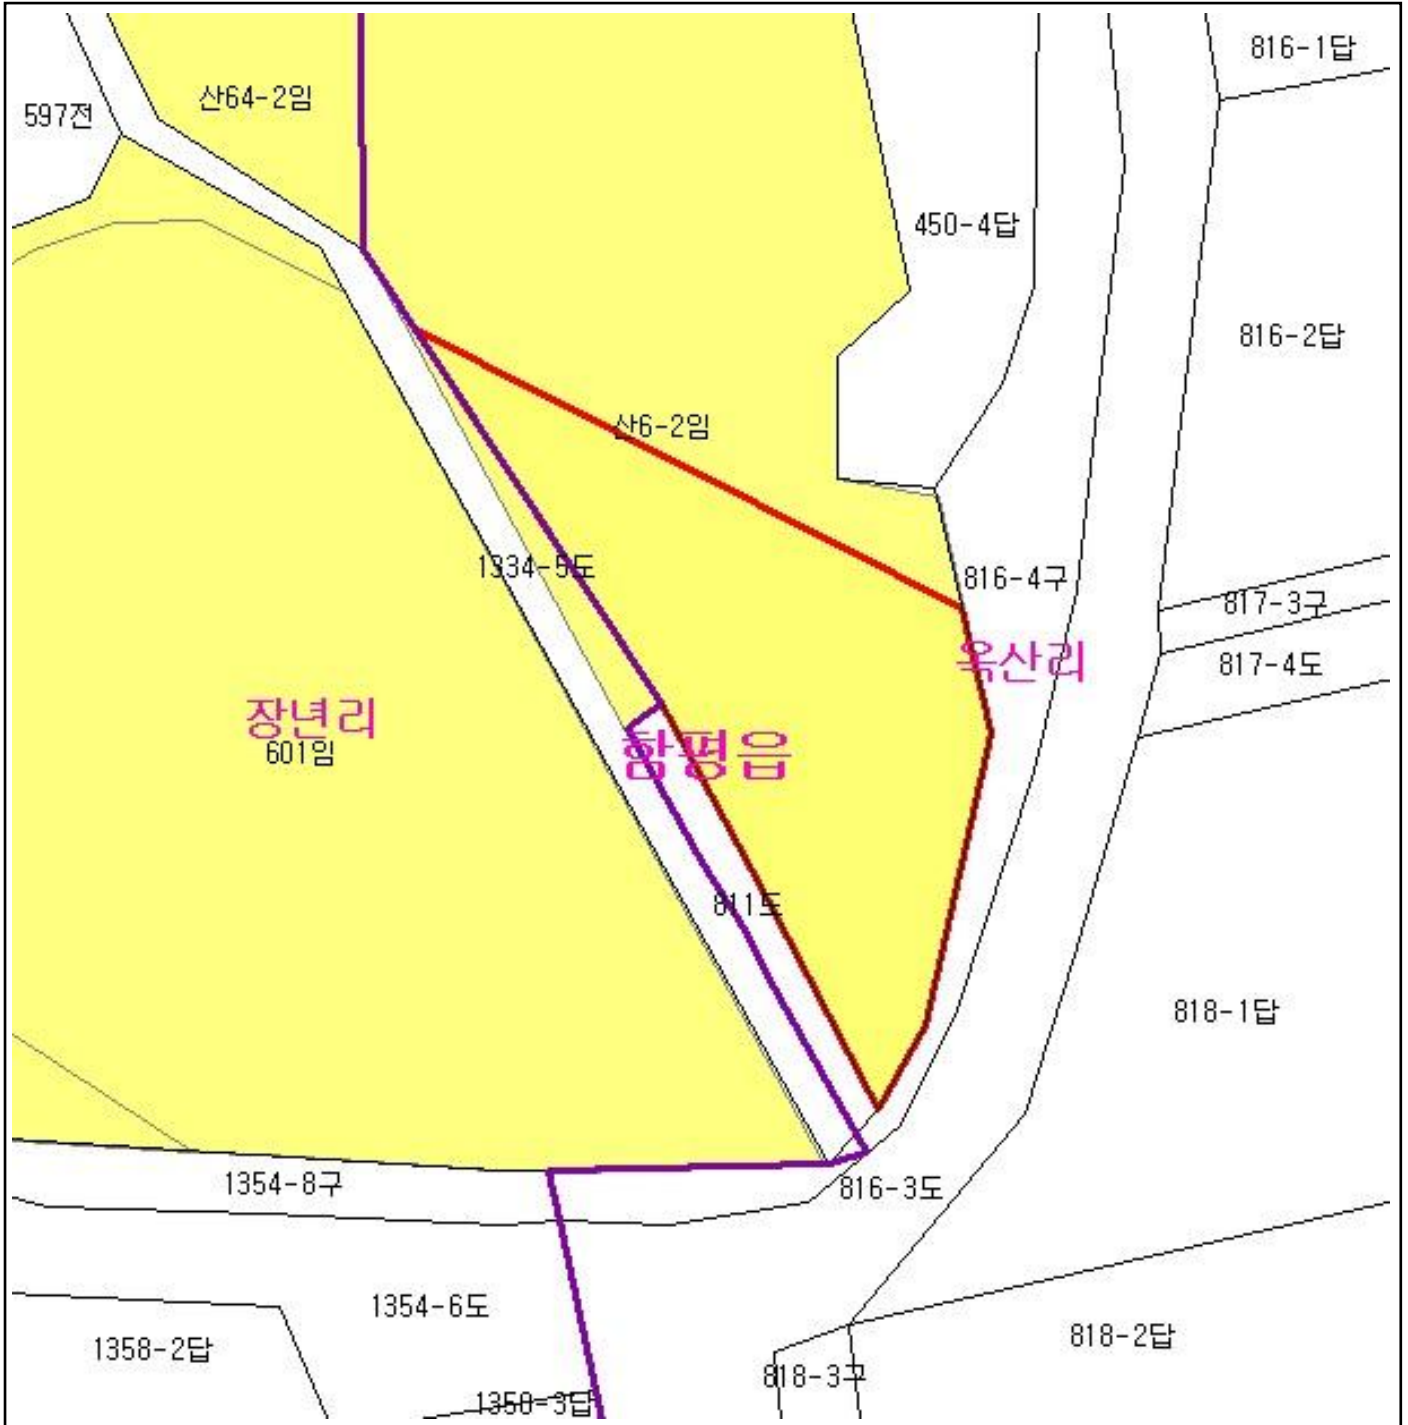 816-1답
산64-2임
597전
450-4답
816-2답
산6-2임
1334-5도
816-4구
817-3구
옥산리
817-4도
장년리
601임
함평읍
811도
818-1답
1354-8구
816-3도
1354-6도
818-2답
1358-2답
818-3구
1358-3답